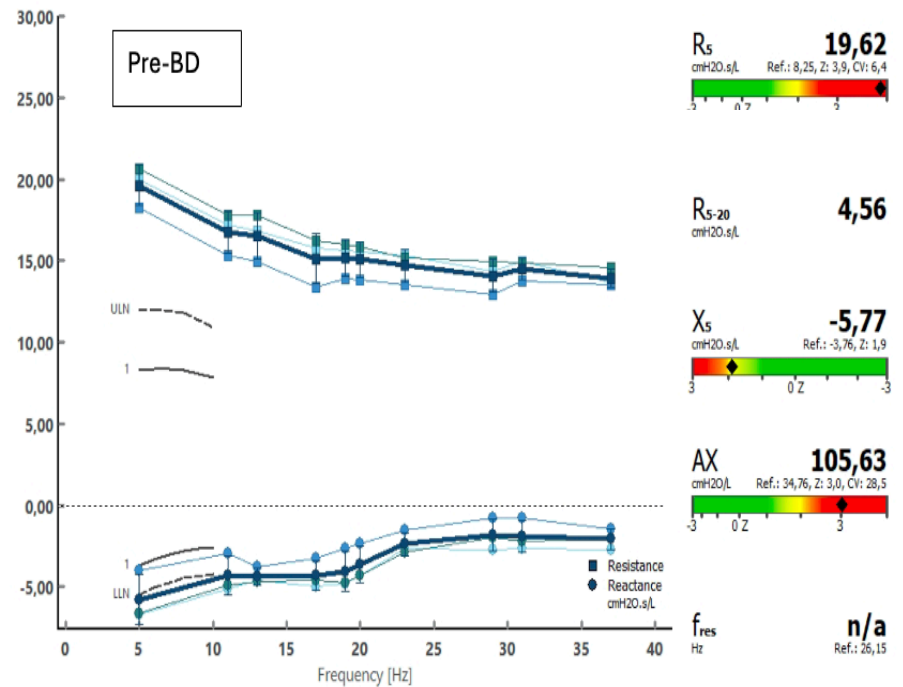 30,00
Pre-BD
25,00
20,00
15,00
ULN
10,00
1
5,00
0,00
1
LLN
-5,00
Resistance
Reactance
cmH2O.s/L
0 5 10 15 20 25 30 35 40
Frequency [Hz]
R5 19,62
cmH2O.s/L Ref.: 8,25, Z: 3,9, CV: 6,4
-3 0 Z 3
R5-20 4,56
cmH2O.s/L
X5 -5,77
cmH2O.s/L Ref.: -3,76, Z: 1,9
3 0 Z -3
AX 105,63
cmH2O/L Ref.: 34,76, Z: 3,0, CV: 28,5
-3 0 Z 3
fres n/a
Hz Ref.: 26,15